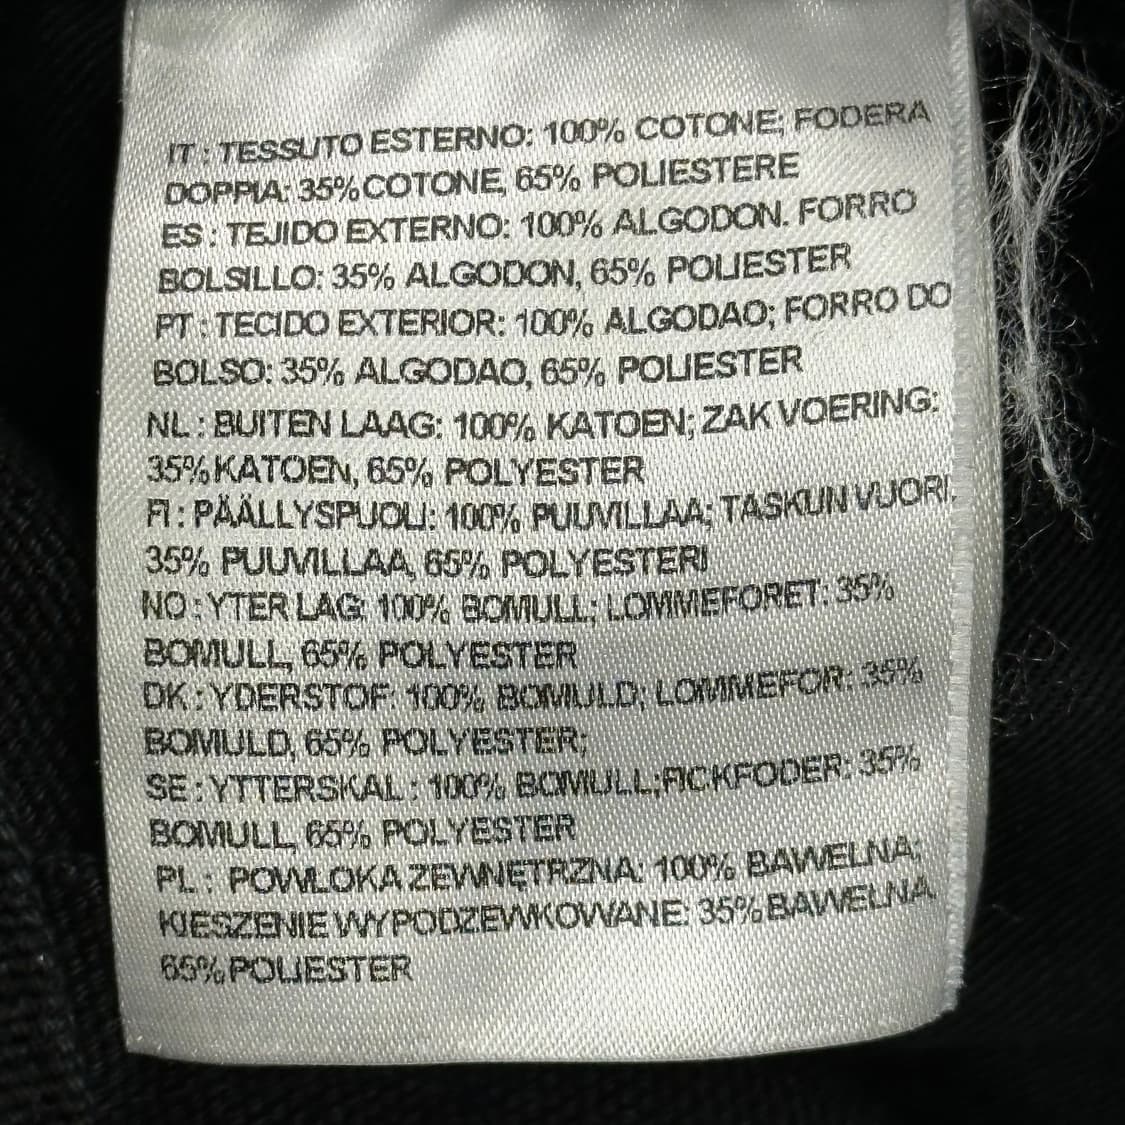 IT : TESSUTO ESTERNO: 100% COTONE; FODERA
DOPPIA: 35% COTONE, 65% POLIESTERE
ES : TEJIDO EXTERNO: 100% ALGODON. FORRO
BOLSILLO: 35% ALGODON, 65% POLIESTER
PT : TECIDO EXTERIOR: 100% ALGODAO; FORRO DO
BOLSO: 35% ALGODAO, 65% POLIESTER
NL : BUITEN LAAG: 100% KATOEN; ZAK VOERING:
35% KATOEN, 65% POLYESTER
FI : PÄÄLLYSPUOLI: 100% PUUVILLAA; TASKUN VUORI.
35% PUUVILLAA, 65% POLYESTERI
NO : YTER LAG: 100% BOMULL; LOMMEFORET: 35%
BOMULL, 65% POLYESTER
DK : YDERSTOF: 100% BOMULD; LOMMEFOR: 35%
BOMULD, 65% POLYESTER;
SE : YTTERSKAL : 100% BOMULL;FICKFODER: 35%
BOMULL, 65% POLYESTER
PL : POWLOKA ZEWNĘTRZNA: 100% BAWELNA;
KIESZENIE WYPODZEWKOWANE: 35% BAWELNA,
65% POLIESTER